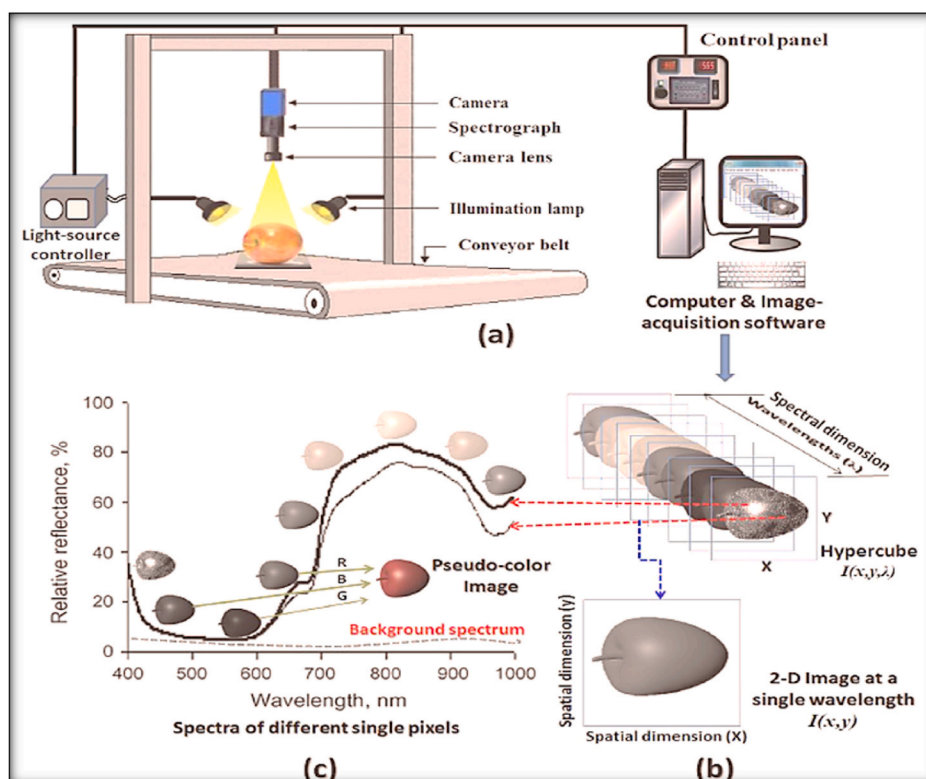 Control panel
Camera
Spectrograph
Camera lens
Illumination lamp
Light-source
controller
Conveyor belt
(a)
Computer & Image-
acquisition software
Spectral dimension
Wavelengths (λ)
Y
X
Hypercube
I(x,y,λ)
Spatial dimension (y)
Spatial dimension (X)
2-D Image at a
single wavelength
I(x,y)
(b)
Relative reflectance, %
100
80
60
40
20
0
R
B
G
Pseudo-color
Image
Background spectrum
400 500 600 700 800 900 1000
Wavelength, nm
Spectra of different single pixels
(c)